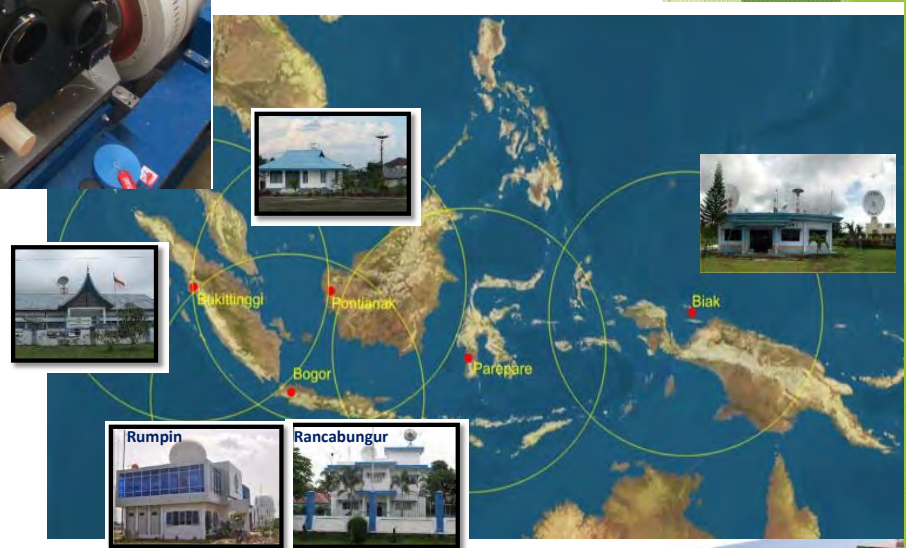 Bukittinggi
Pontianak
Biak
Parepare
Bogor
Rumpin
Rancabungur